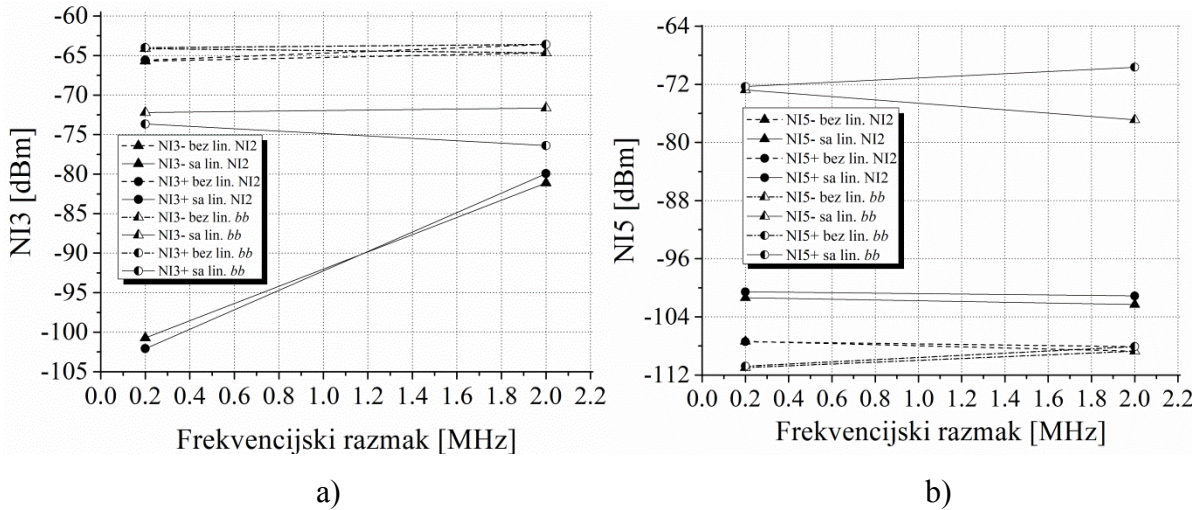 NI3 [dBm]
-60
-65
-70
-75
-80
-85
-90
-95
-100
-105
NI3- bez lin. NI2
NI3- sa lin. NI2
NI3+ bez lin. NI2
NI3+ sa lin. NI2
NI3- bez lin. bb
NI3- sa lin. bb
NI3+ bez lin. bb
NI3+ sa lin. bb
0.0 0.2 0.4 0.6 0.8 1.0 1.2 1.4 1.6 1.8 2.0 2.2
Frekvencijski razmak [MHz]
a)
NI5 [dBm]
-64
-72
-80
-88
-96
-104
-112
NI5- bez lin. NI2
NI5- sa lin. NI2
NI5+ bez lin. NI2
NI5+ sa lin. NI2
NI5- bez lin. bb
NI5- sa lin. bb
NI5+ bez lin. bb
NI5+ sa lin. bb
0.0 0.2 0.4 0.6 0.8 1.0 1.2 1.4 1.6 1.8 2.0 2.2
Frekvencijski razmak [MHz]
b)